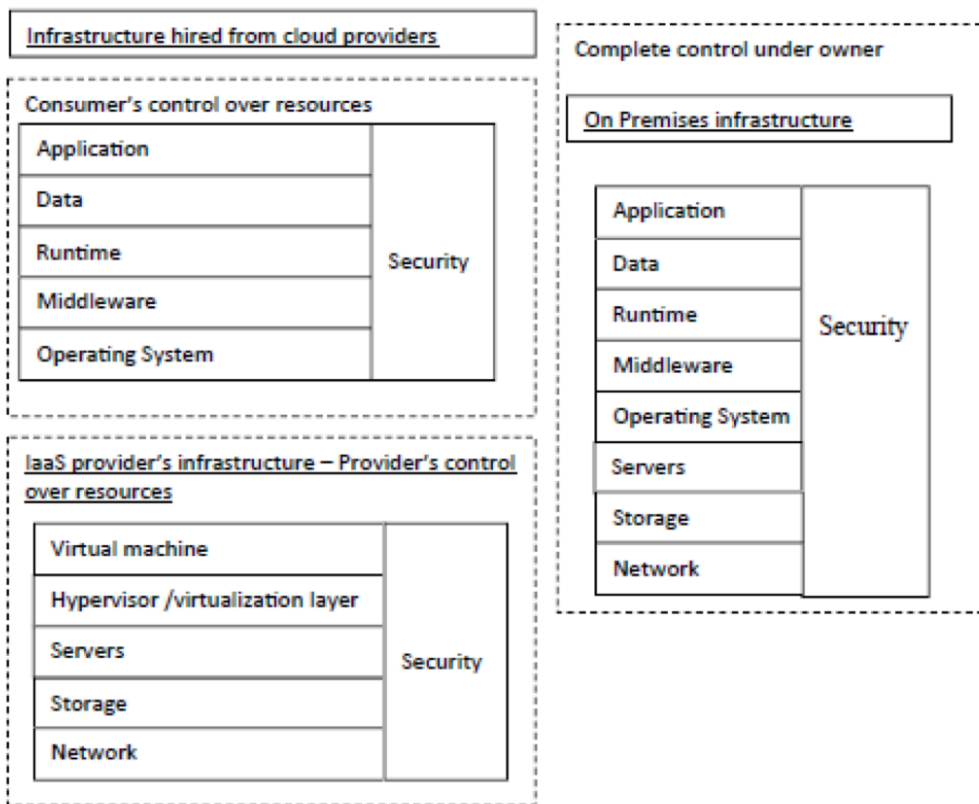 Infrastructure hired from cloud providers
Consumer's control over resources
Application
Data
Runtime
Middleware
Operating System
Security
IaaS provider's infrastructure – Provider's control
over resources
Virtual machine
Hypervisor /virtualization layer
Servers
Storage
Network
Security
Complete control under owner
On Premises infrastructure
Application
Data
Runtime
Middleware
Operating System
Servers
Storage
Network
Security